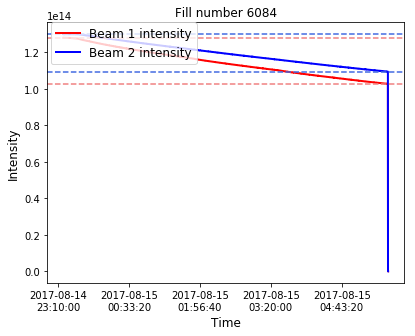 Fill number 6084
1e14
Beam 1 intensity
Beam 2 intensity
1.2
1.0
0.8
0.6
0.4
0.2
0.0
Intensity
2017-08-14 2017-08-15 2017-08-15 2017-08-15 2017-08-15
23:10:00 00:33:20 01:56:40 03:20:00 04:43:20
Time